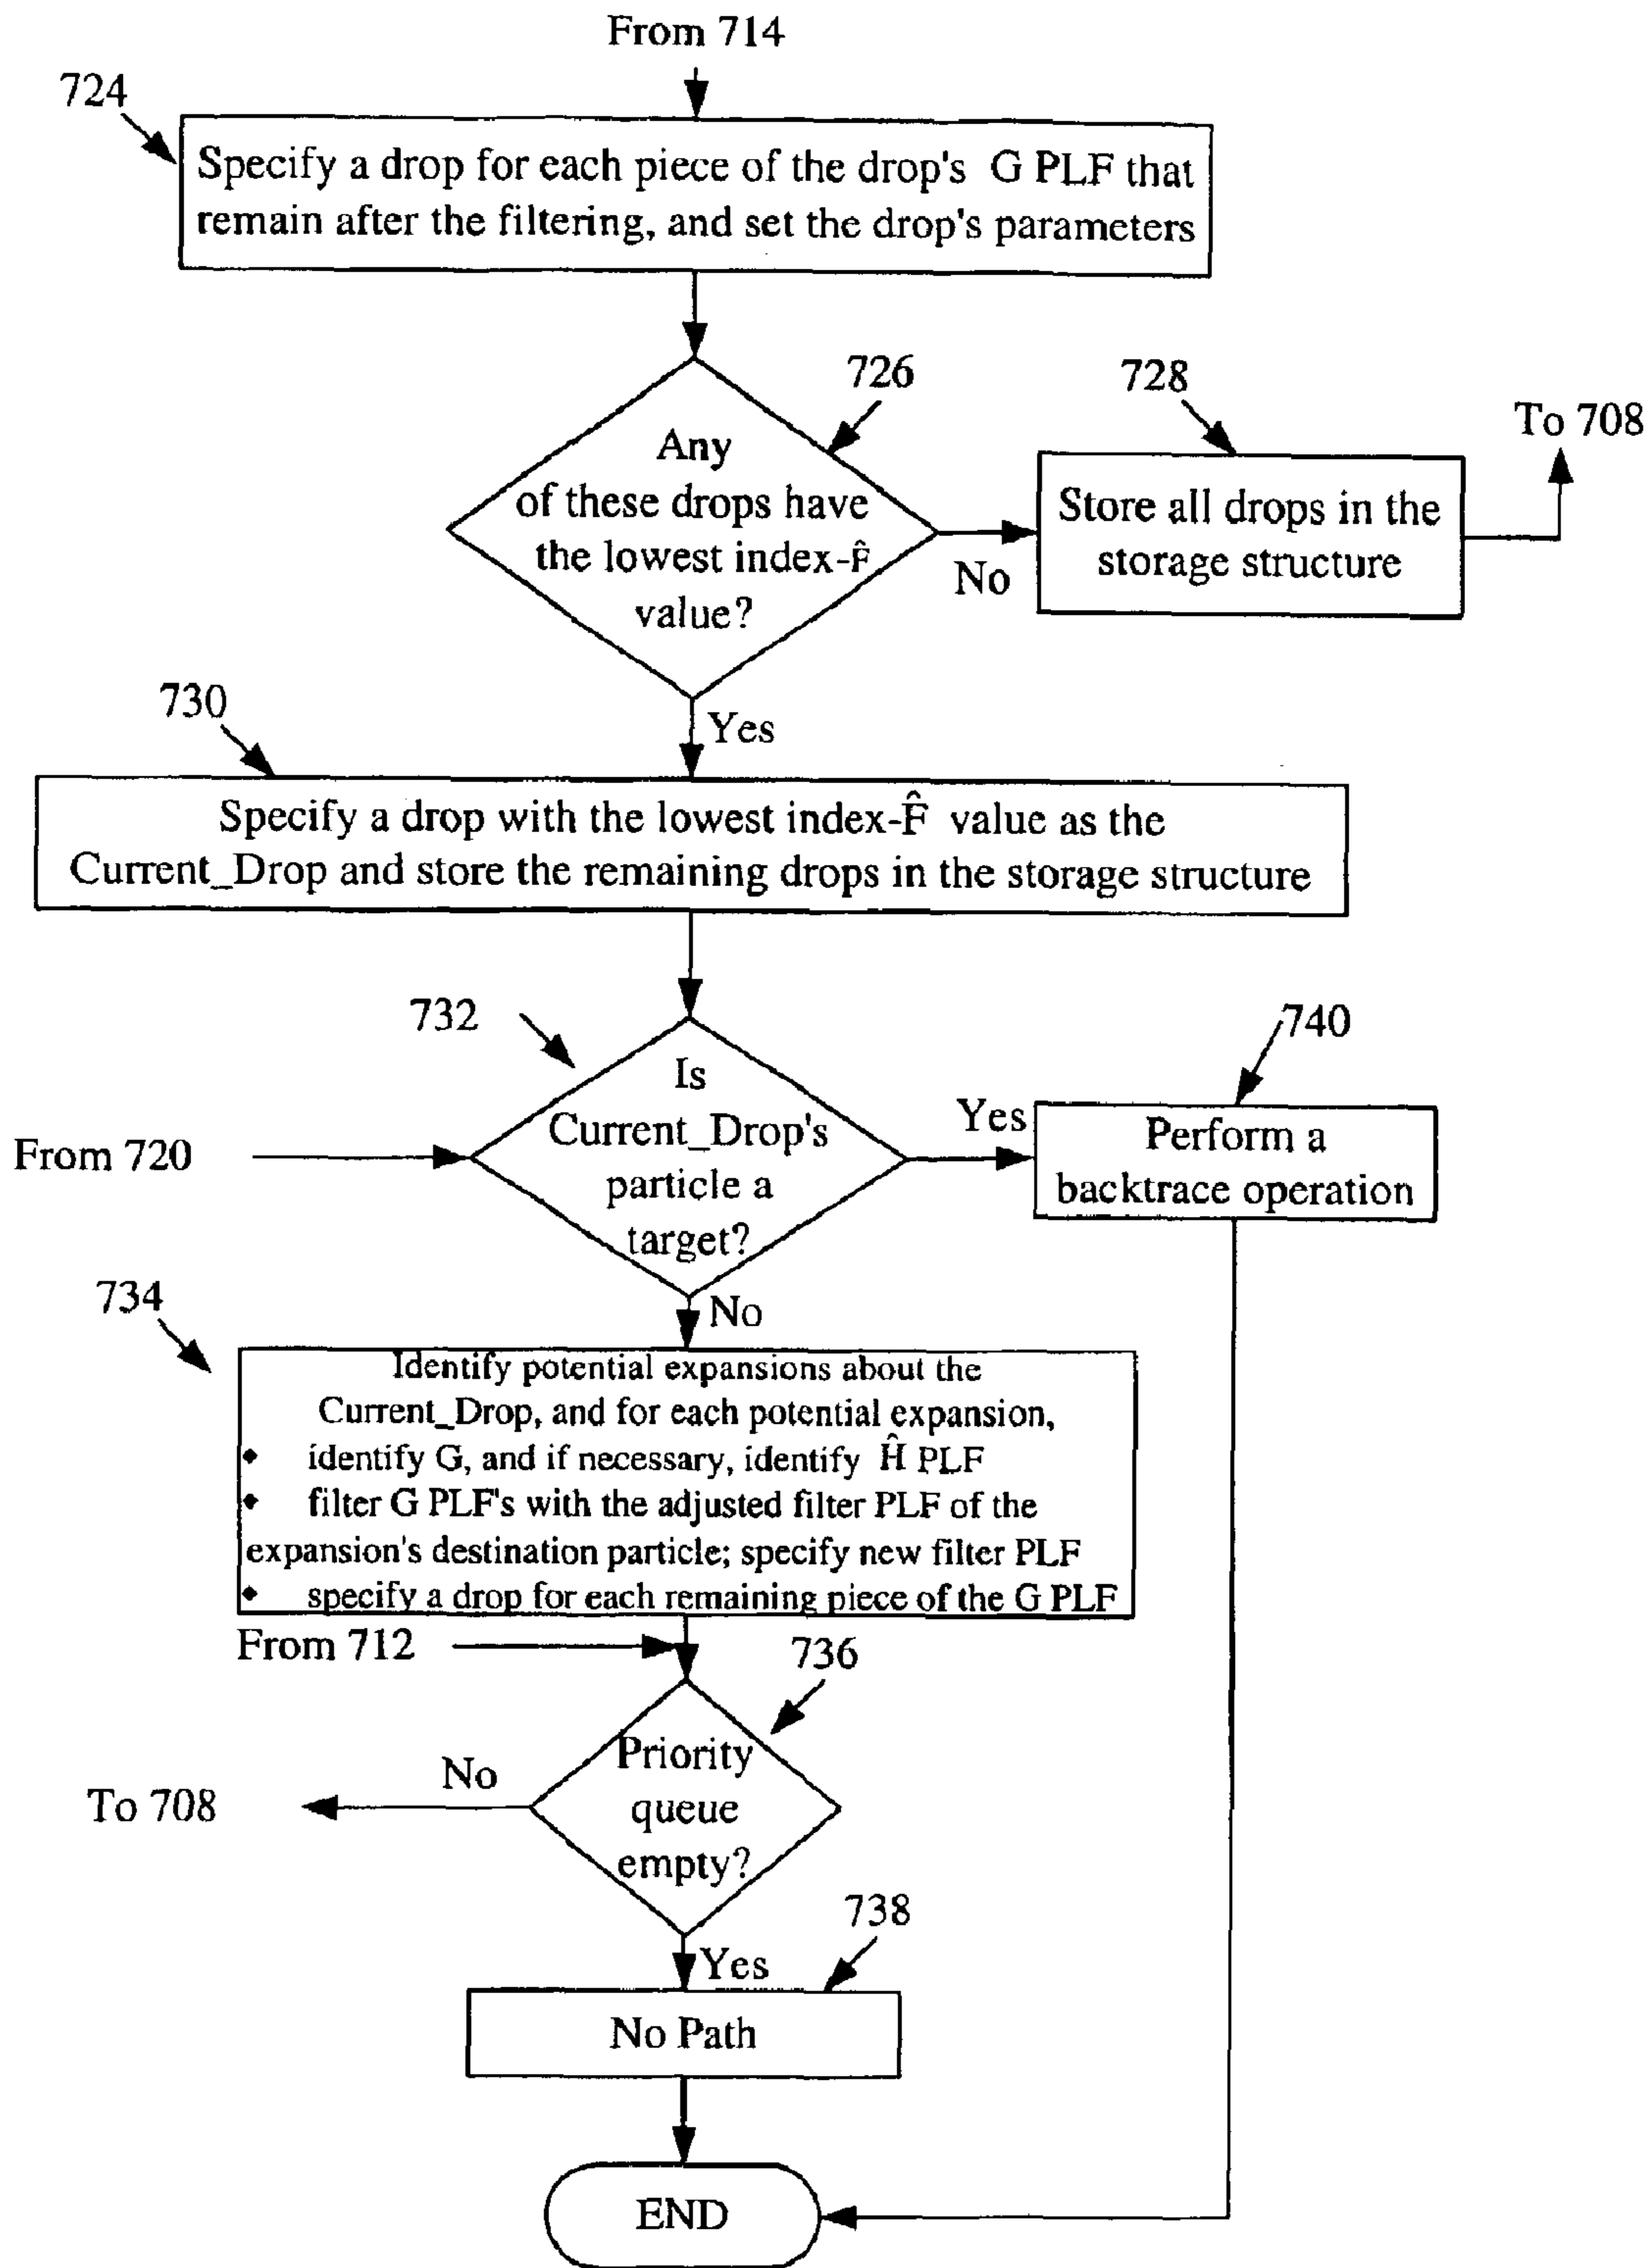 From 714
724
Specify a drop for each piece of the drop's G PLF that
remain after the filtering, and set the drop's parameters
726
728
To 708
Any
of these drops have
the lowest index-F̂
value?
No
Store all drops in the
storage structure
Yes
730
Specify a drop with the lowest index-F̂ value as the
Current_Drop and store the remaining drops in the storage structure
732
740
Is
Current_Drop's
particle a
target?
From 720
Yes
Perform a
backtrace operation
No
734
Identify potential expansions about the
Current_Drop, and for each potential expansion,
♦ identify G, and if necessary, identify Ĥ PLF
♦ filter G PLF's with the adjusted filter PLF of the
expansion's destination particle; specify new filter PLF
♦ specify a drop for each remaining piece of the G PLF
From 712
736
Priority
queue
empty?
No
To 708
Yes
738
No Path
END